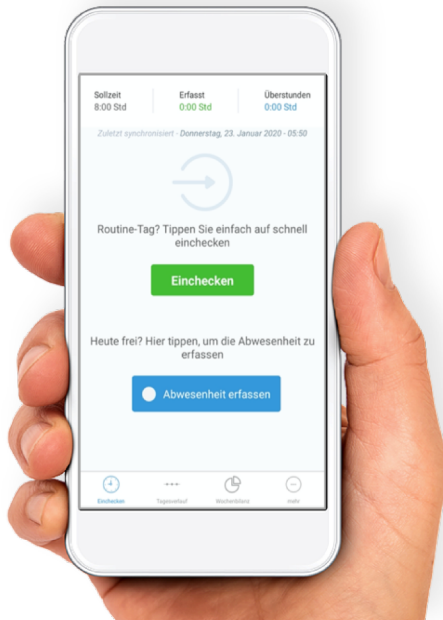 Sollzeit Erfasst Überstunden
8:00 Std 0:00 Std 0:00 Std
Zuletzt synchronisiert - Donnerstag, 23. Januar 2020 - 05:50
Routine-Tag? Tippen Sie einfach auf schnell
einchecken
Einchecken
Heute frei? Hier tippen, um die Abwesenheit zu
erfassen
Abwesenheit erfassen
Einchecken Tagesverlauf Wochenbilanz mehr